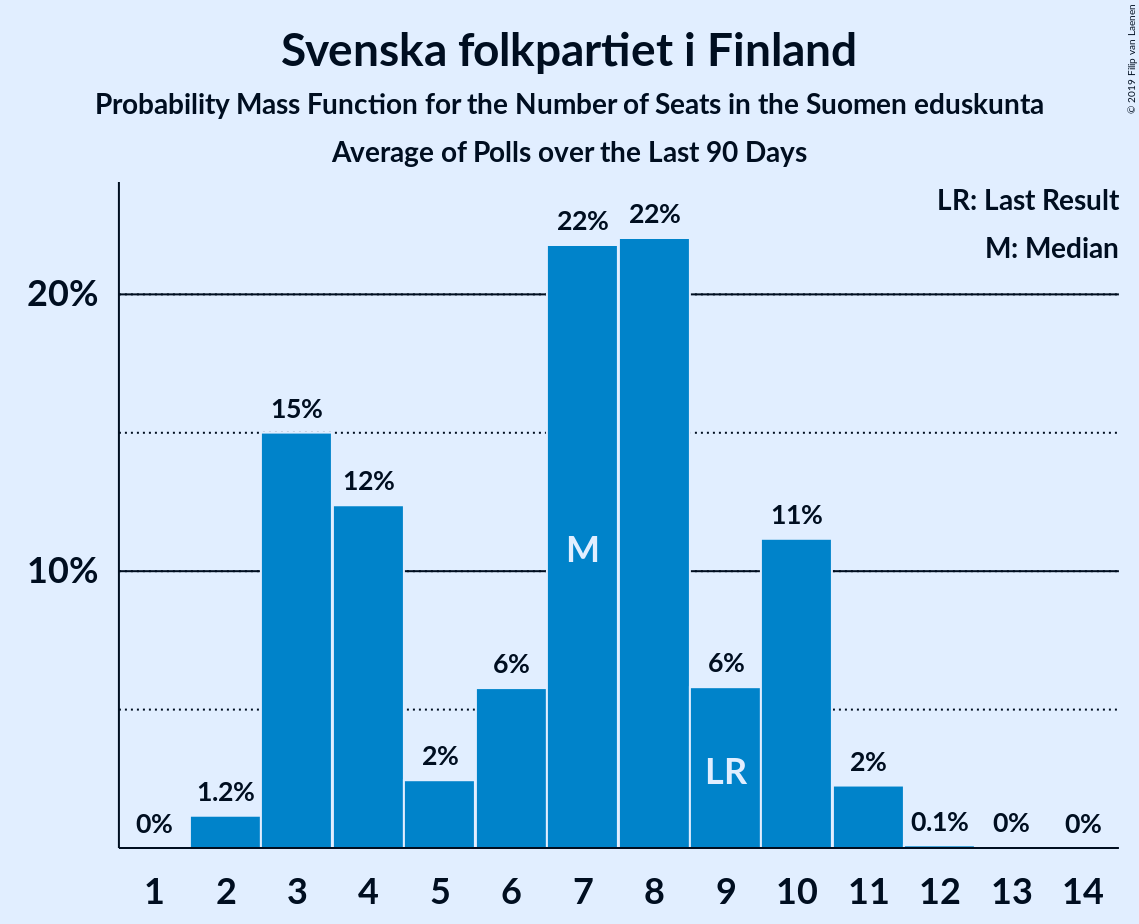 Svenska folkpartiet i Finland
Probability Mass Function for the Number of Seats in the Suomen eduskunta
Average of Polls over the Last 90 Days
© 2019 Filip van Laenen
LR: Last Result
M: Median
20%
10%
0%
1.2%
15%
12%
2%
6%
22%
22%
6%
11%
2%
0.1%
0%
0%
M
LR
1 2 3 4 5 6 7 8 9 10 11 12 13 14